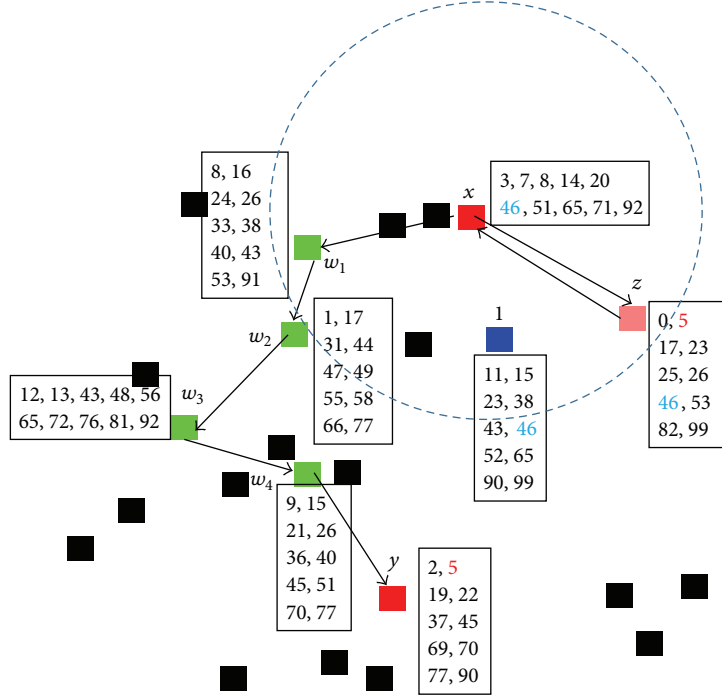 x
3, 7, 8, 14, 20
46, 51, 65, 71, 92
8, 16
24, 26
33, 38
40, 43
53, 91
w1
z
0, 5
17, 23
25, 26
46, 53
82, 99
1
11, 15
23, 38
43, 46
52, 65
90, 99
w2
1, 17
31, 44
47, 49
55, 58
66, 77
w3
12, 13, 43, 48, 56
65, 72, 76, 81, 92
w4
9, 15
21, 26
36, 40
45, 51
70, 77
y
2, 5
19, 22
37, 45
69, 70
77, 90